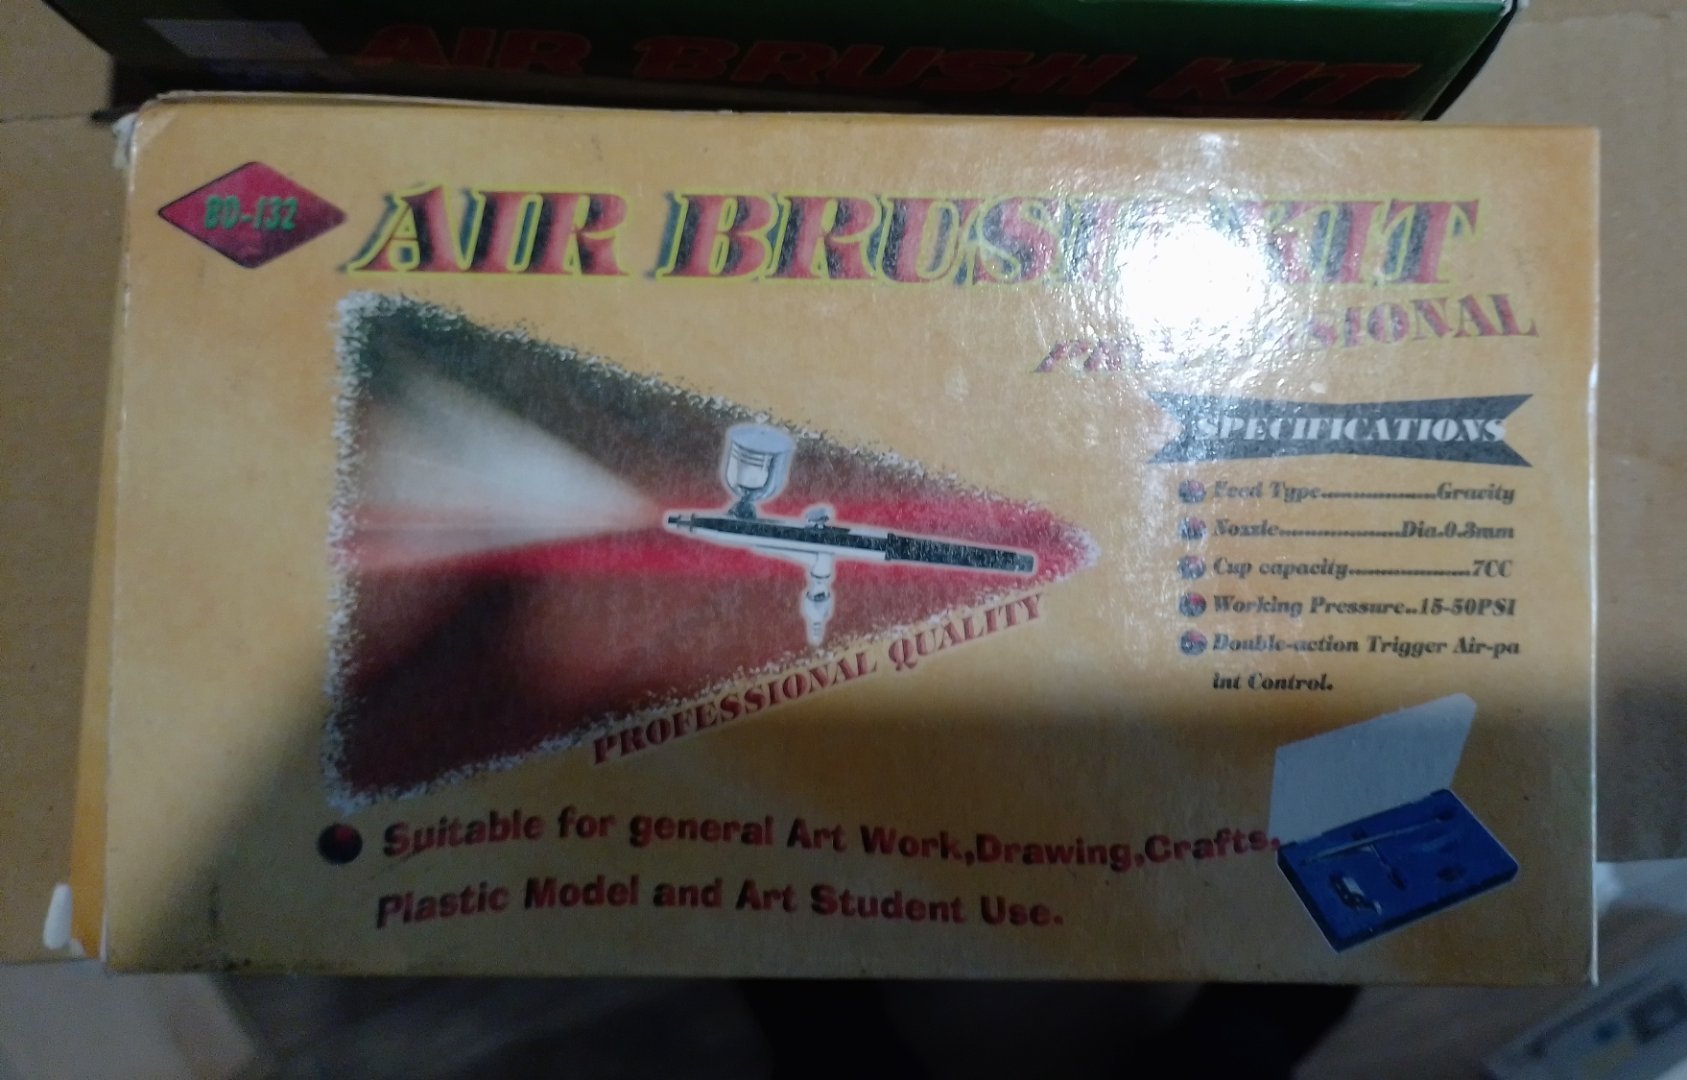 AIR BRUSH KIT
BD-132
AIR BRUSH KIT
SPECIFICATIONS
Feed Type....................Gravity
Nozzle.....................Dia.0.3mm
Cup capacity.....................7CC
Working Pressure..15-50PSI
Double-action Trigger Air-pa
int Control.
PROFESSIONAL QUALITY
Suitable for general Art Work,Drawing,Crafts,
Plastic Model and Art Student Use.